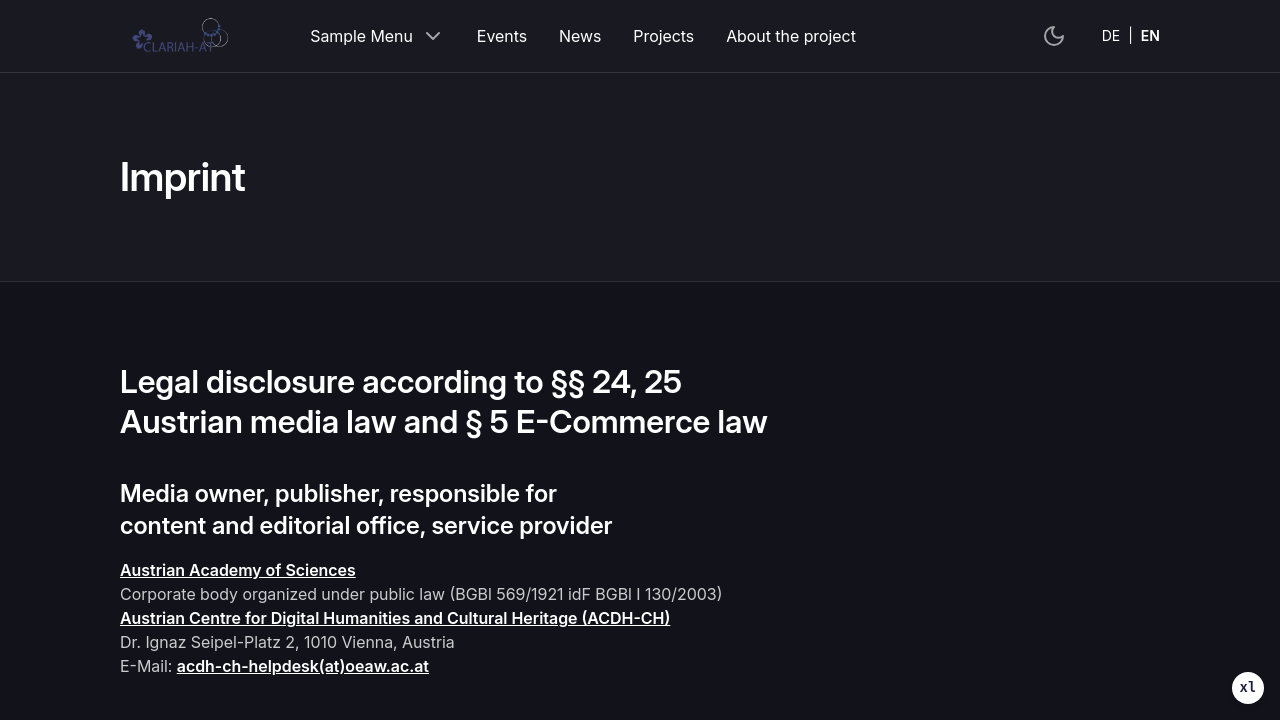 CLARIAH-AT
Sample Menu
Events
News
Projects
About the project
DE | EN
Imprint
Legal disclosure according to §§ 24, 25
Austrian media law and § 5 E-Commerce law
Media owner, publisher, responsible for
content and editorial office, service provider
Austrian Academy of Sciences
Corporate body organized under public law (BGBl 569/1921 idF BGBl I 130/2003)
Austrian Centre for Digital Humanities and Cultural Heritage (ACDH-CH)
Dr. Ignaz Seipel-Platz 2, 1010 Vienna, Austria
E-Mail: acdh-ch-helpdesk(at)oeaw.ac.at
xl